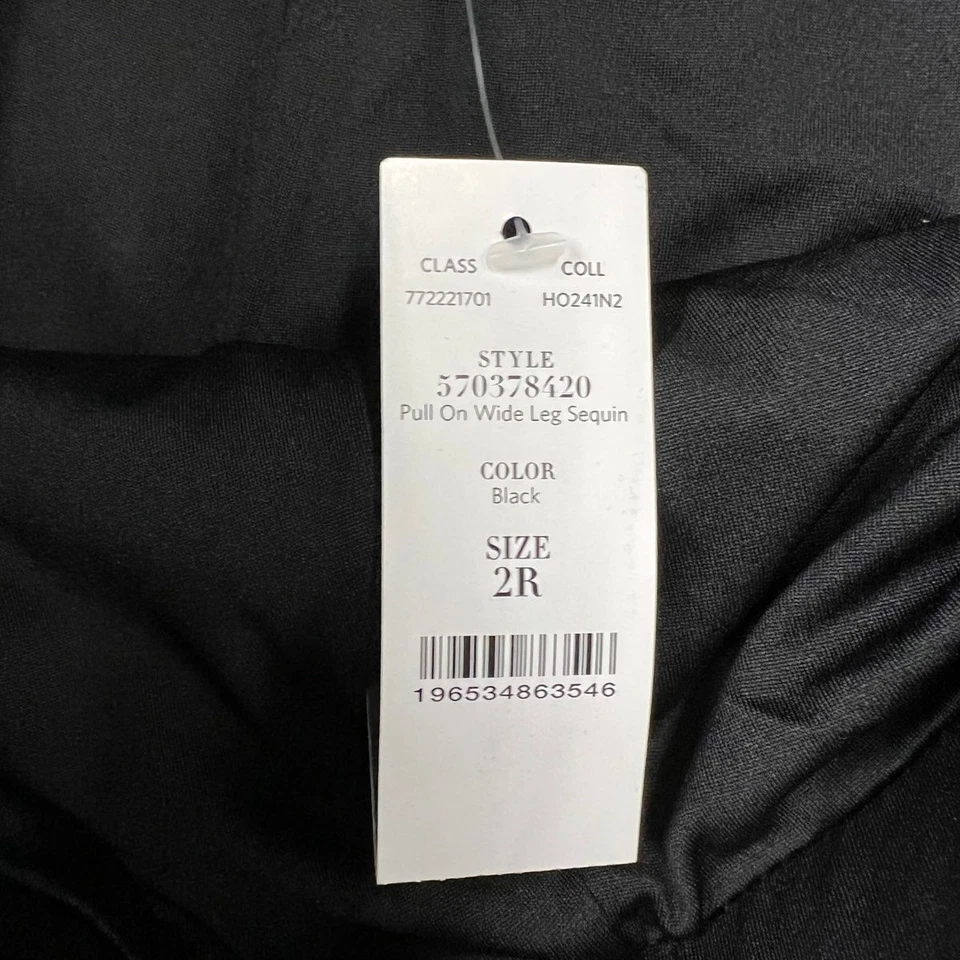 CLASS COLL
772221701 HO241N2
STYLE
570378420
Pull On Wide Leg Sequin
COLOR
Black
SIZE
2R
196534863546